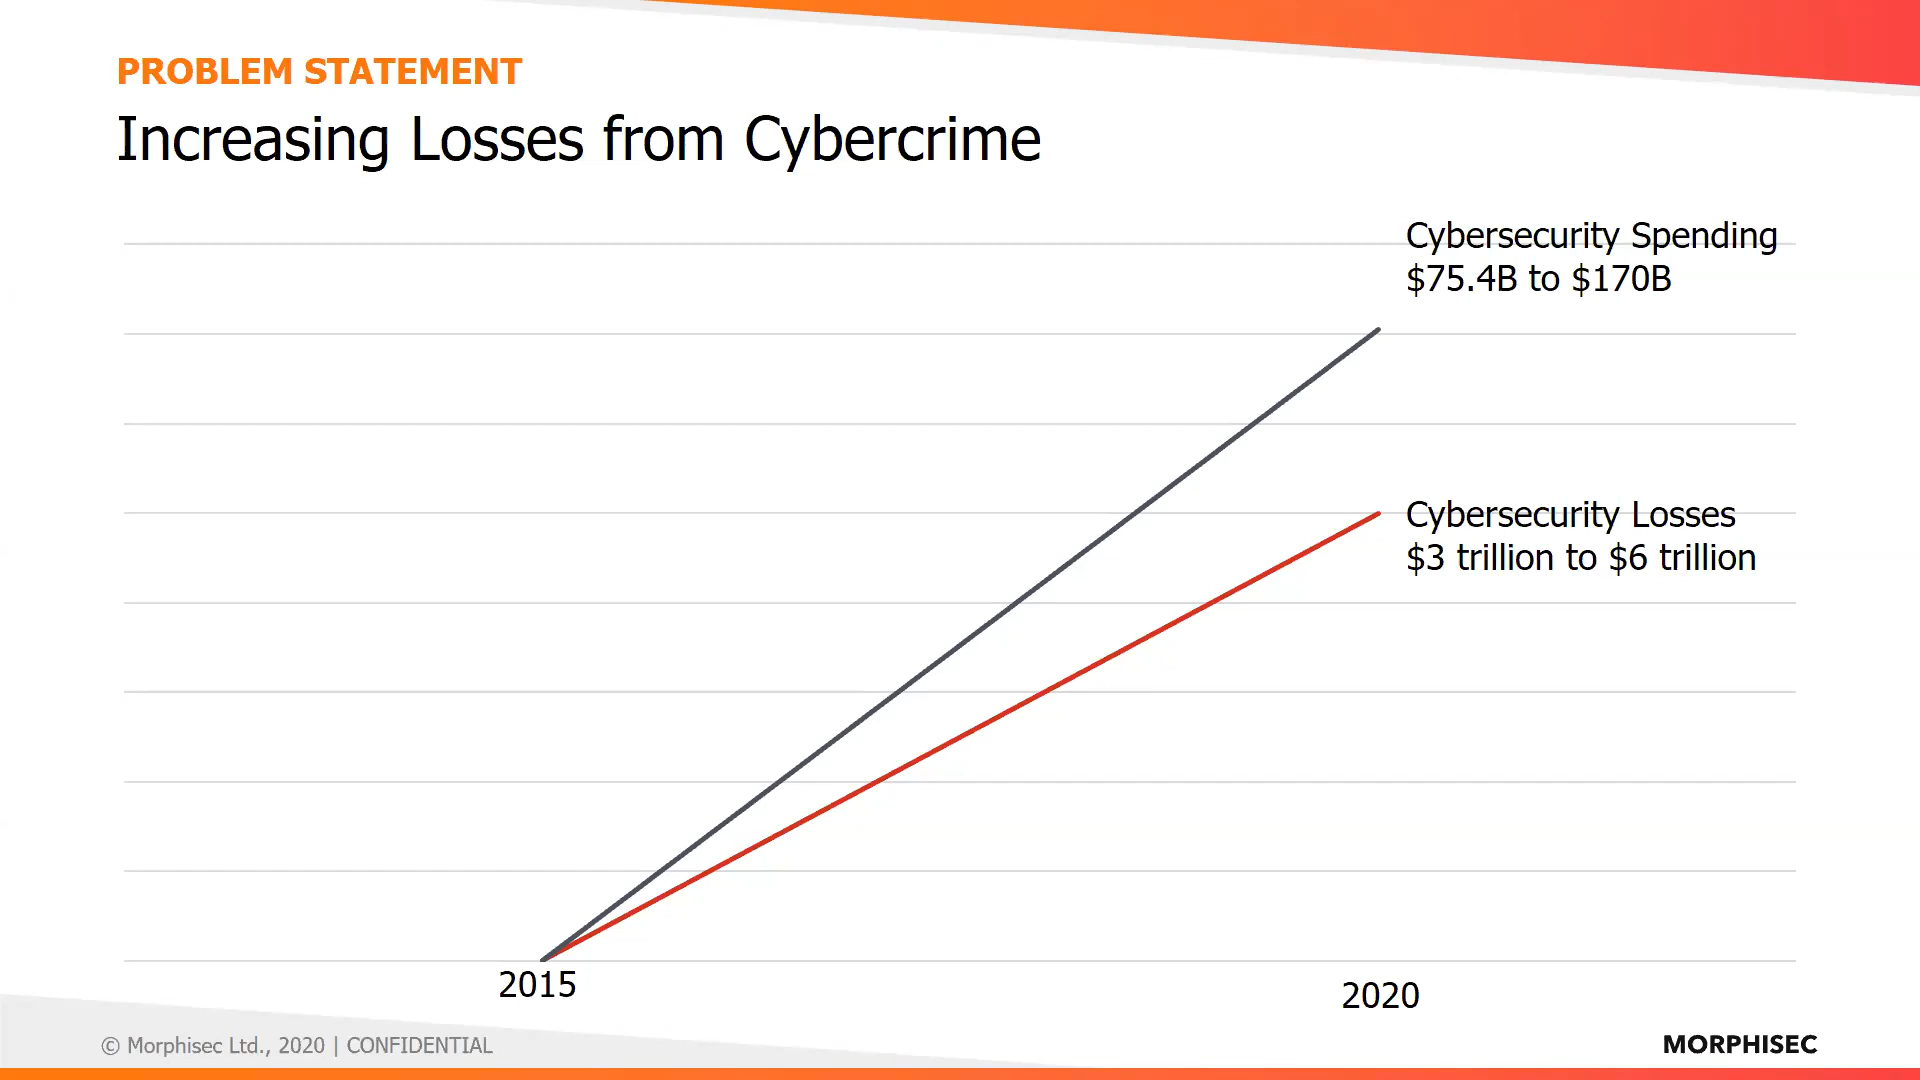 PROBLEM STATEMENT
Increasing Losses from Cybercrime
Cybersecurity Spending
$75.4B to $170B
Cybersecurity Losses
$3 trillion to $6 trillion
2015
2020
© Morphisec Ltd., 2020 | CONFIDENTIAL
MORPHISEC